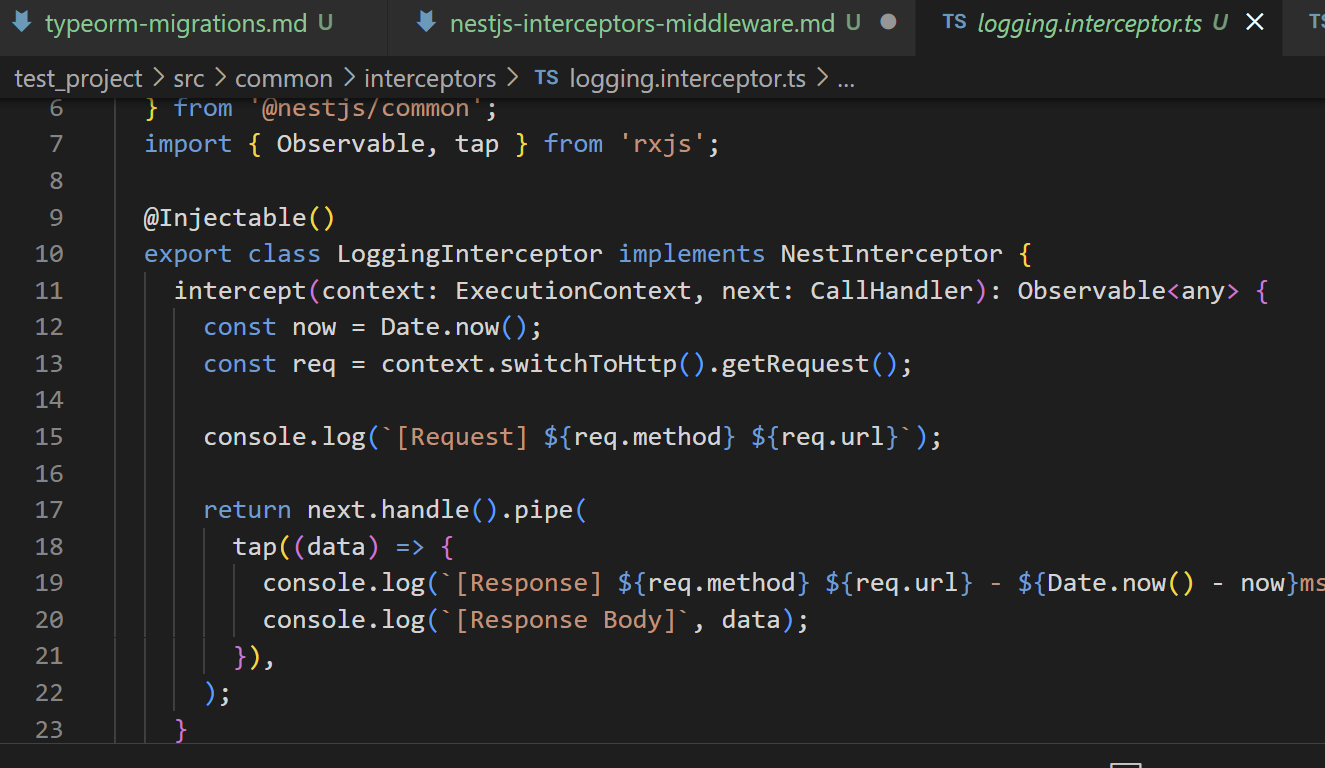 typeorm-migrations.md U
nestjs-interceptors-middleware.md U
TS logging.interceptor.ts U
TS
test_project > src > common > interceptors > TS logging.interceptor.ts > ...
6 } from '@nestjs/common';
7 import { Observable, tap } from 'rxjs';
8
9 @Injectable()
10 export class LoggingInterceptor implements NestInterceptor {
11 intercept(context: ExecutionContext, next: CallHandler): Observable<any> {
12 const now = Date.now();
13 const req = context.switchToHttp().getRequest();
14
15 console.log(`[Request] ${req.method} ${req.url}`);
16
17 return next.handle().pipe(
18 tap((data) => {
19 console.log(`[Response] ${req.method} ${req.url} - ${Date.now() - now}ms
20 console.log(`[Response Body]`, data);
21 }),
22 );
23 }